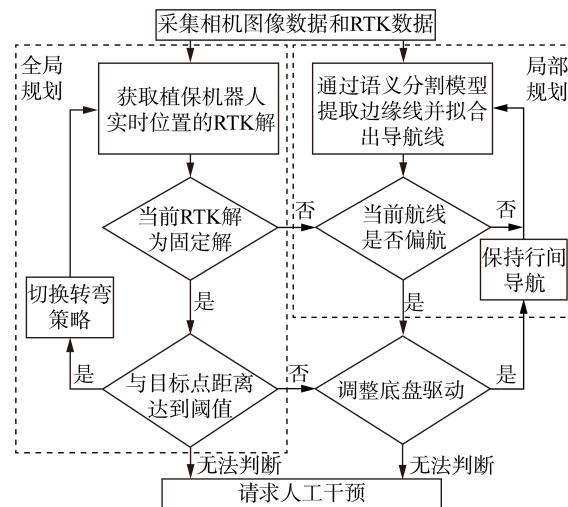 采集相机图像数据和RTK数据
全局
规划
获取植保机器人
实时位置的RTK解
通过语义分割模型
提取边缘线并拟合
出导航线
局部
规划
当前RTK解
为固定解
否
当前航线
是否偏航
否
保持行间
导航
切换转弯
策略
是
是
是
与目标点距离
达到阈值
否
调整底盘驱动
是
无法判断
无法判断
请求人工干预